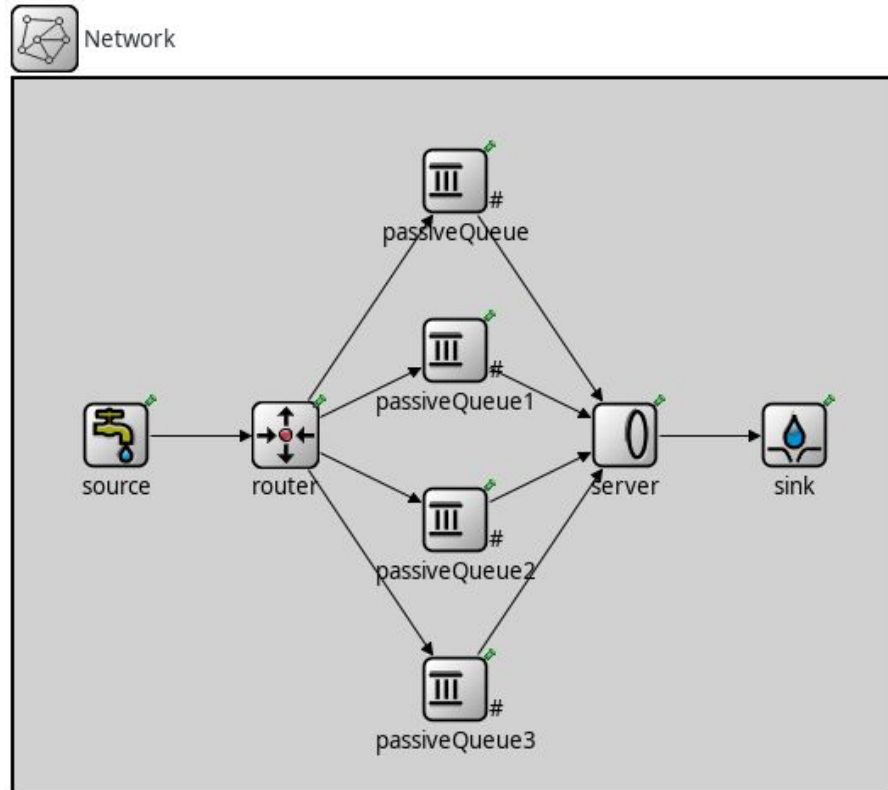 Network
passiveQueue
#
passiveQueue1
#
source
router
server
sink
passiveQueue2
#
passiveQueue3
#